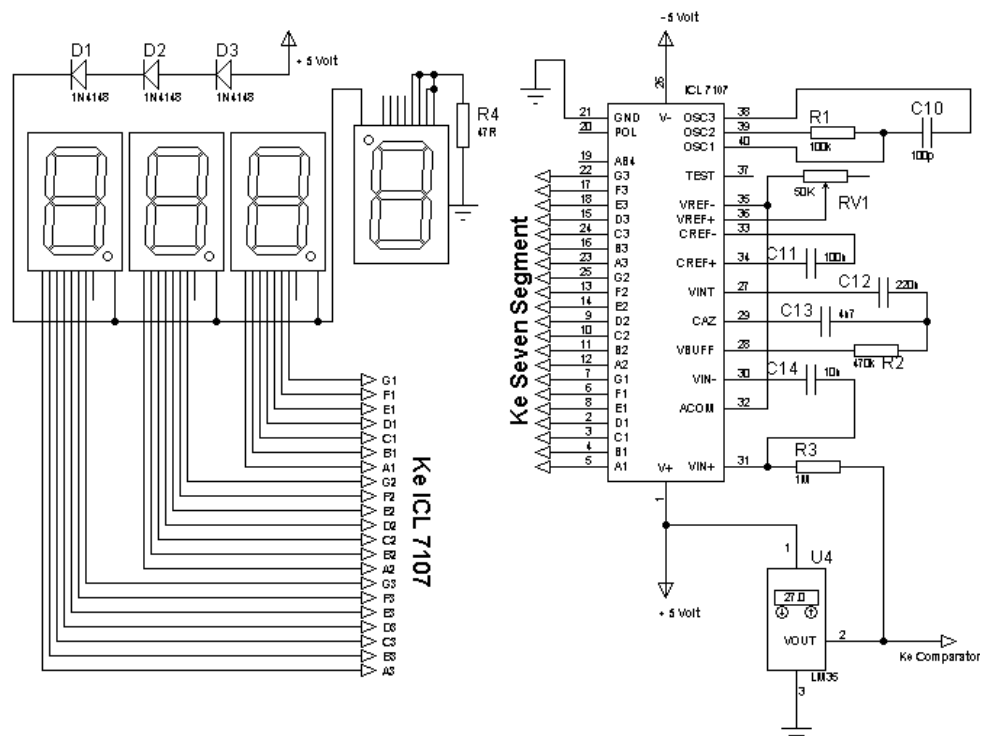 D1
D2
D3
+ 5 Volt
1N4148
1N4148
1N4148
R4
47R
G1
F1
E1
D1
C1
B1
A1
G2
F2
E2
D2
C2
B2
A2
G3
F3
E3
D3
C3
B3
A3
Ke ICL 7107
Ke Seven Segment
-5 Volt
26
ICL 7107
V-
21 GND
20 POL
19 AB4
22 G3
17 F3
18 E3
15 D3
24 C3
16 B3
23 A3
25 G2
13 F2
14 E2
9 D2
10 C2
11 B2
12 A2
7 G1
6 F1
8 E1
2 D1
3 C1
4 B1
5 A1
OSC3 38
OSC2 39
OSC1 40
TEST 37
VREF- 35
VREF+ 36
CREF- 33
CREF+ 34
VINT 27
CAZ 29
VBUFF 28
VIN- 30
ACOM 32
VIN+ 31
V+
1
R1
100k
C10
100p
50K
RV1
C11
100n
C12
220n
C13
4n7
470k
R2
C14
10n
R3
1M
+ 5 Volt
1
U4
27.0
VOUT
2
LM35
3
Ke Comparator